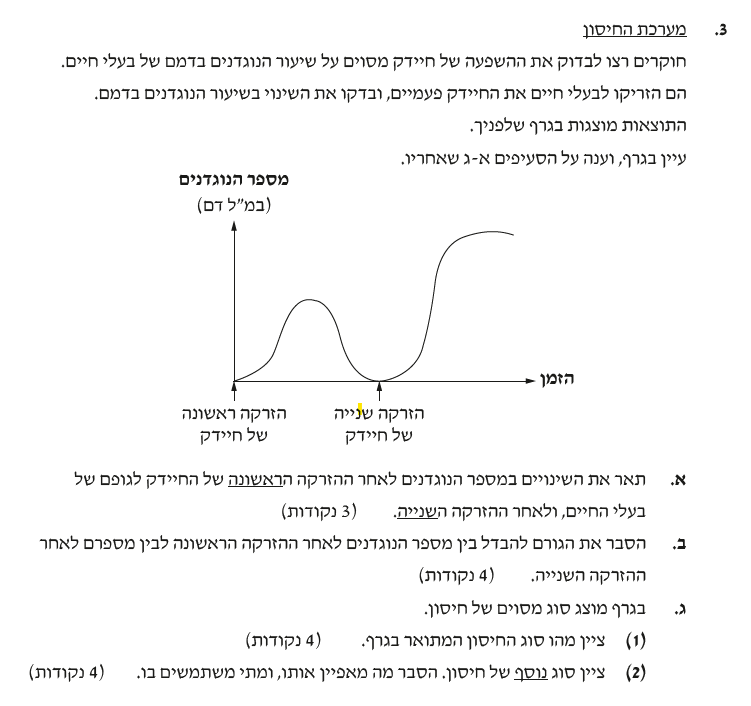 3. מערכת החיסון
חוקרים רצו לבדוק את ההשפעה של חיידק מסוים על שיעור הנוגדנים בדמם של בעלי חיים.
הם הזריקו לבעלי חיים את החיידק פעמיים, ובדקו את השינוי בשיעור הנוגדנים בדמם.
התוצאות מוצגות בגרף שלפניך.
עיין בגרף, וענה על הסעיפים א-ג שאחריו.
מספר הנוגדנים
(במ"ל דם)
הזמן
הזרקה ראשונה
של חיידק
הזרקה שנייה
של חיידק
א. תאר את השינויים במספר הנוגדנים לאחר ההזרקה הראשונה של החיידק לגופם של
בעלי החיים, ולאחר ההזרקה השנייה. (3 נקודות)
ב. הסבר את הגורם להבדל בין מספר הנוגדנים לאחר ההזרקה הראשונה לבין מספרם לאחר
ההזרקה השנייה. (4 נקודות)
ג. בגרף מוצג סוג מסוים של חיסון.
(1) ציין מהו סוג החיסון המתואר בגרף. (4 נקודות)
(2) ציין סוג נוסף של חיסון. הסבר מה מאפיין אותו, ומתי משתמשים בו. (4 נקודות)